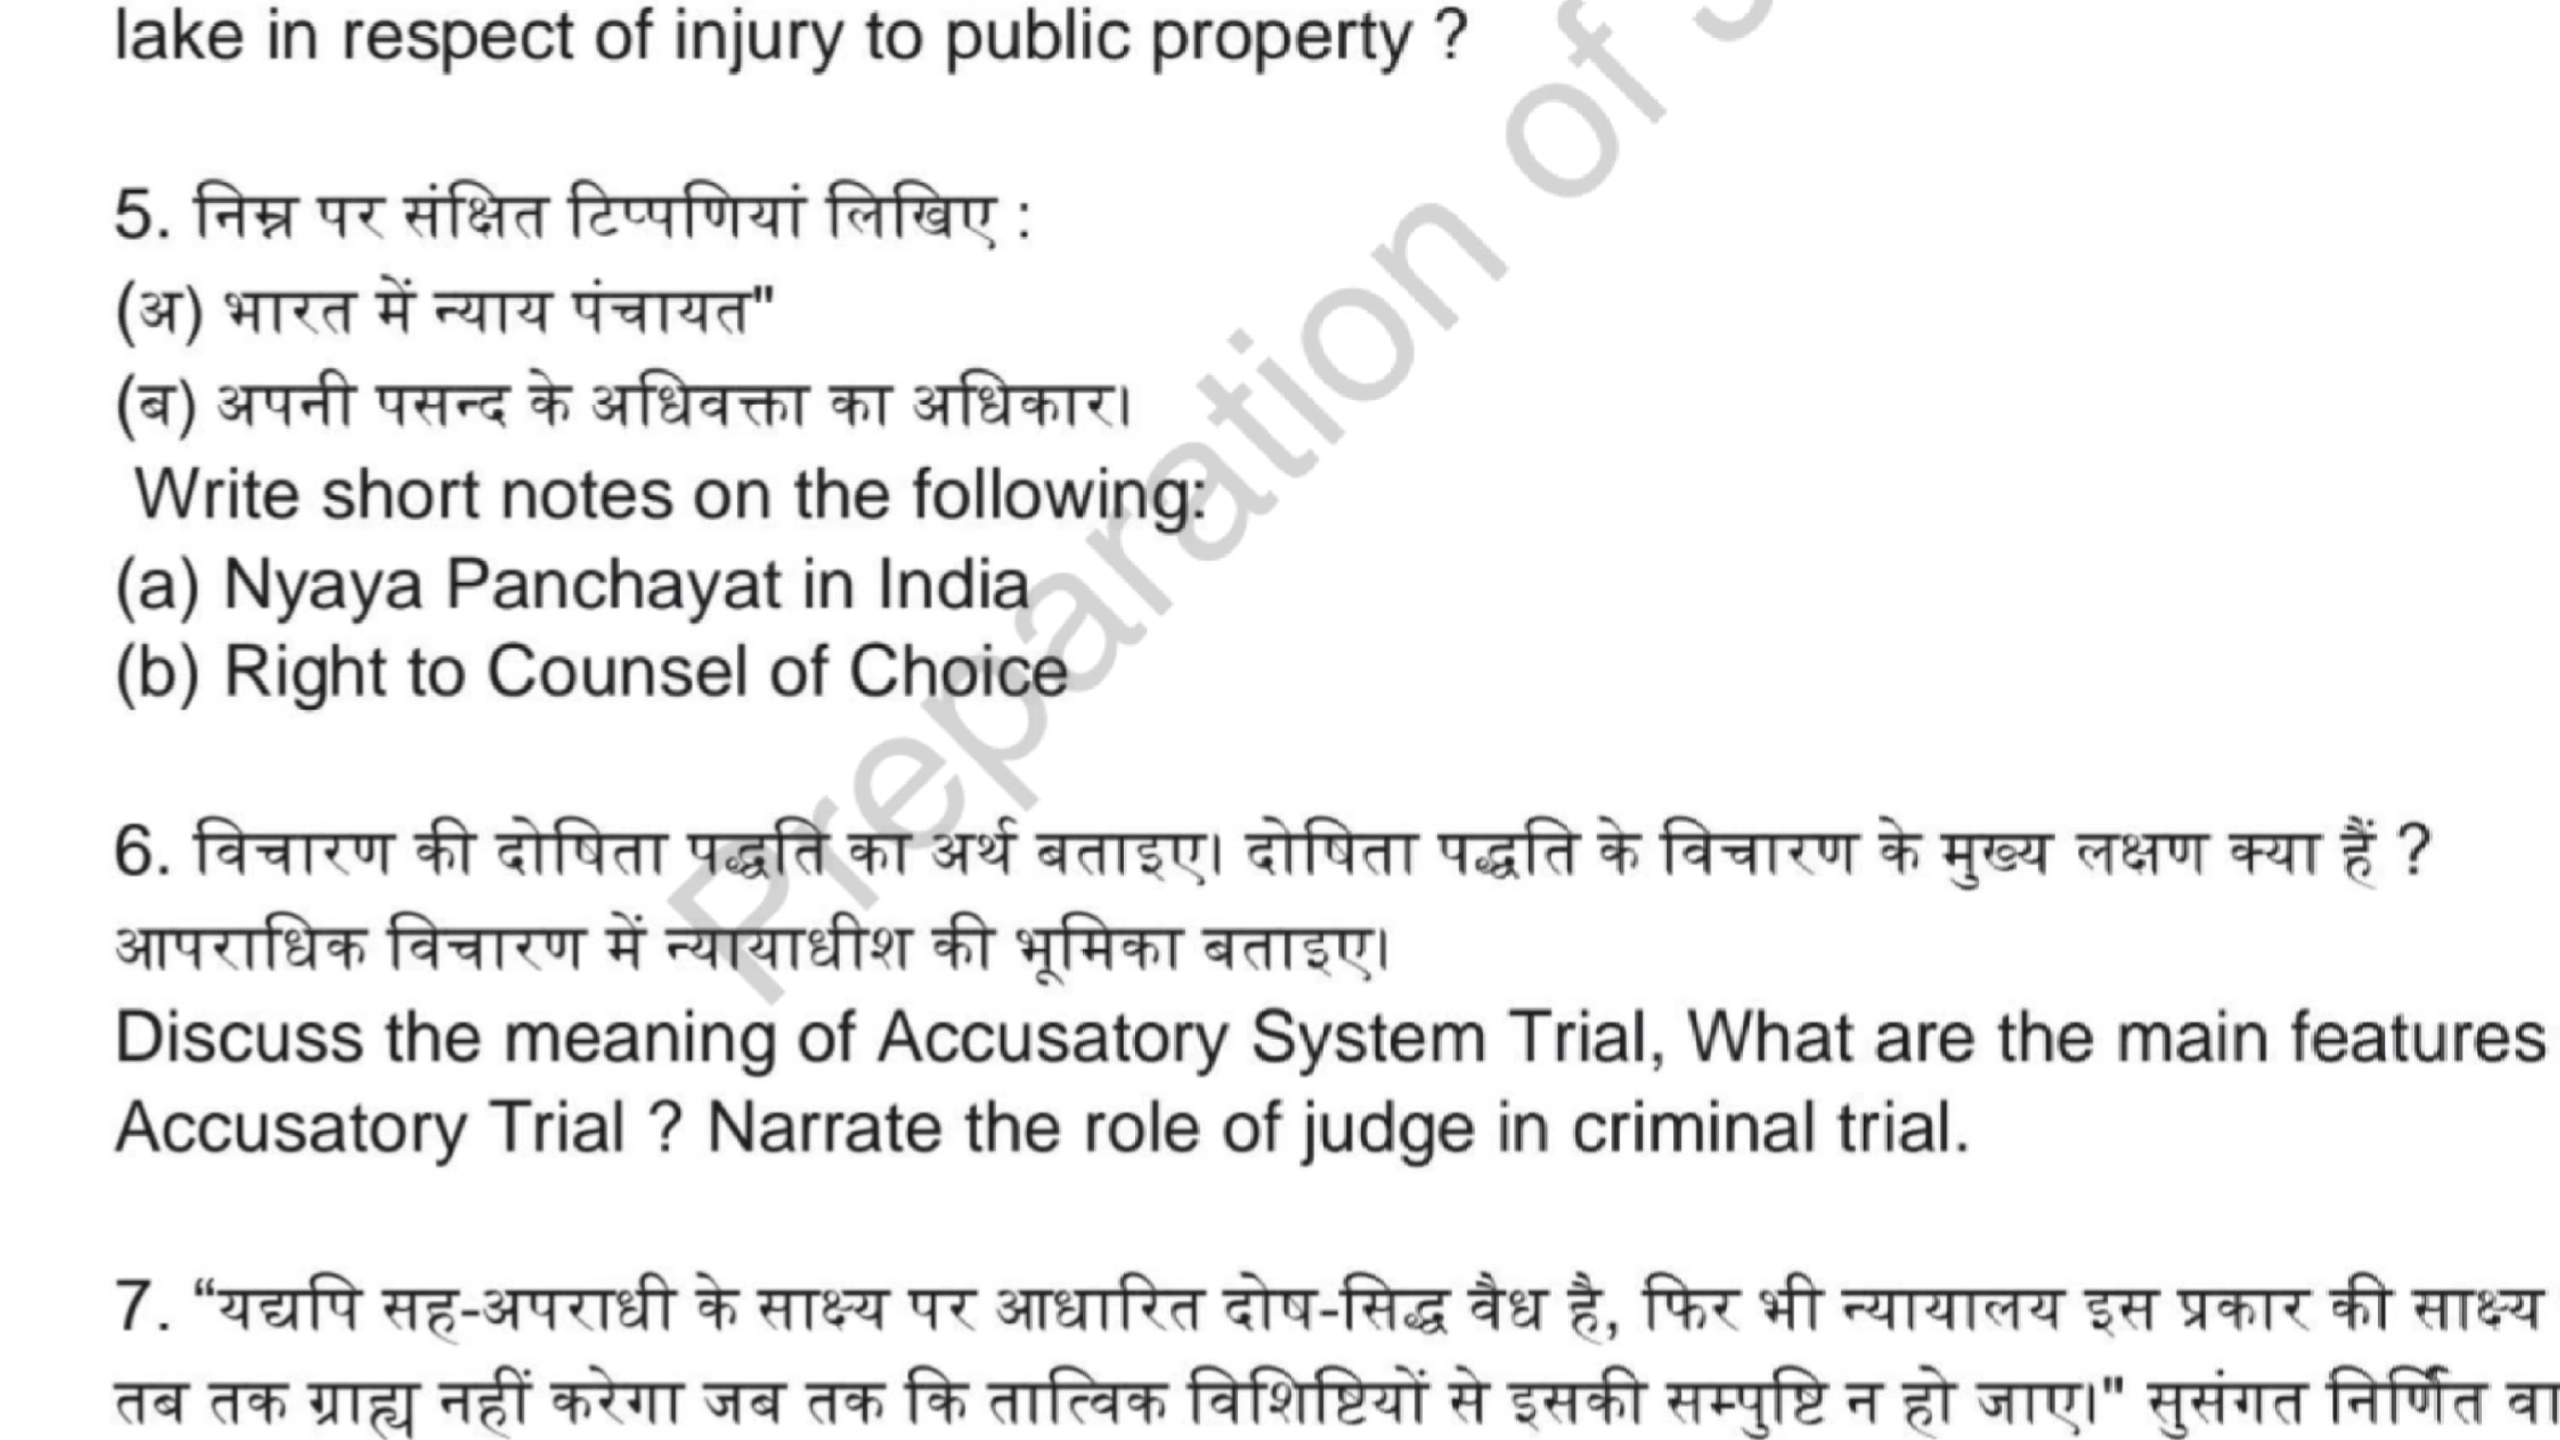 lake in respect of injury to public property ?
5. निम्न पर संक्षित टिप्पणियां लिखिए :
(अ) भारत में न्याय पंचायत"
(ब) अपनी पसन्द के अधिवक्ता का अधिकार।
Write short notes on the following:
(a) Nyaya Panchayat in India
(b) Right to Counsel of Choice
6. विचारण की दोषिता पद्धति का अर्थ बताइए। दोषिता पद्धति के विचारण के मुख्य लक्षण क्या हैं ?
आपराधिक विचारण में न्यायाधीश की भूमिका बताइए।
Discuss the meaning of Accusatory System Trial, What are the main features
Accusatory Trial ? Narrate the role of judge in criminal trial.
7. “यद्यपि सह-अपराधी के साक्ष्य पर आधारित दोष-सिद्ध वैध है, फिर भी न्यायालय इस प्रकार की साक्ष्य
तब तक ग्राह्य नहीं करेगा जब तक कि तात्विक विशिष्टियों से इसकी सम्पुष्टि न हो जाए।" सुसंगत निर्णित
Preparation of